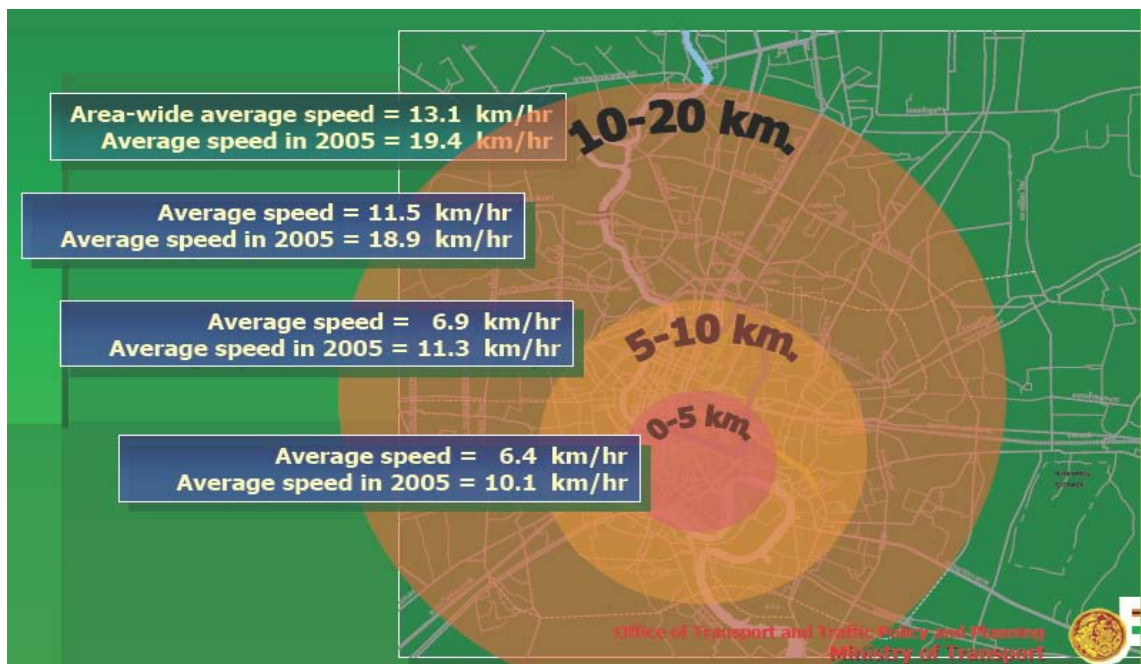 Area-wide average speed = 13.1 km/hr
Average speed in 2005 = 19.4 km/hr
10-20 km.
Average speed = 11.5 km/hr
Average speed in 2005 = 18.9 km/hr
Average speed = 6.9 km/hr
Average speed in 2005 = 11.3 km/hr
5-10 km.
0-5 km.
Average speed = 6.4 km/hr
Average speed in 2005 = 10.1 km/hr
Office of Transport and Traffic Policy and Planning
Ministry of Transport